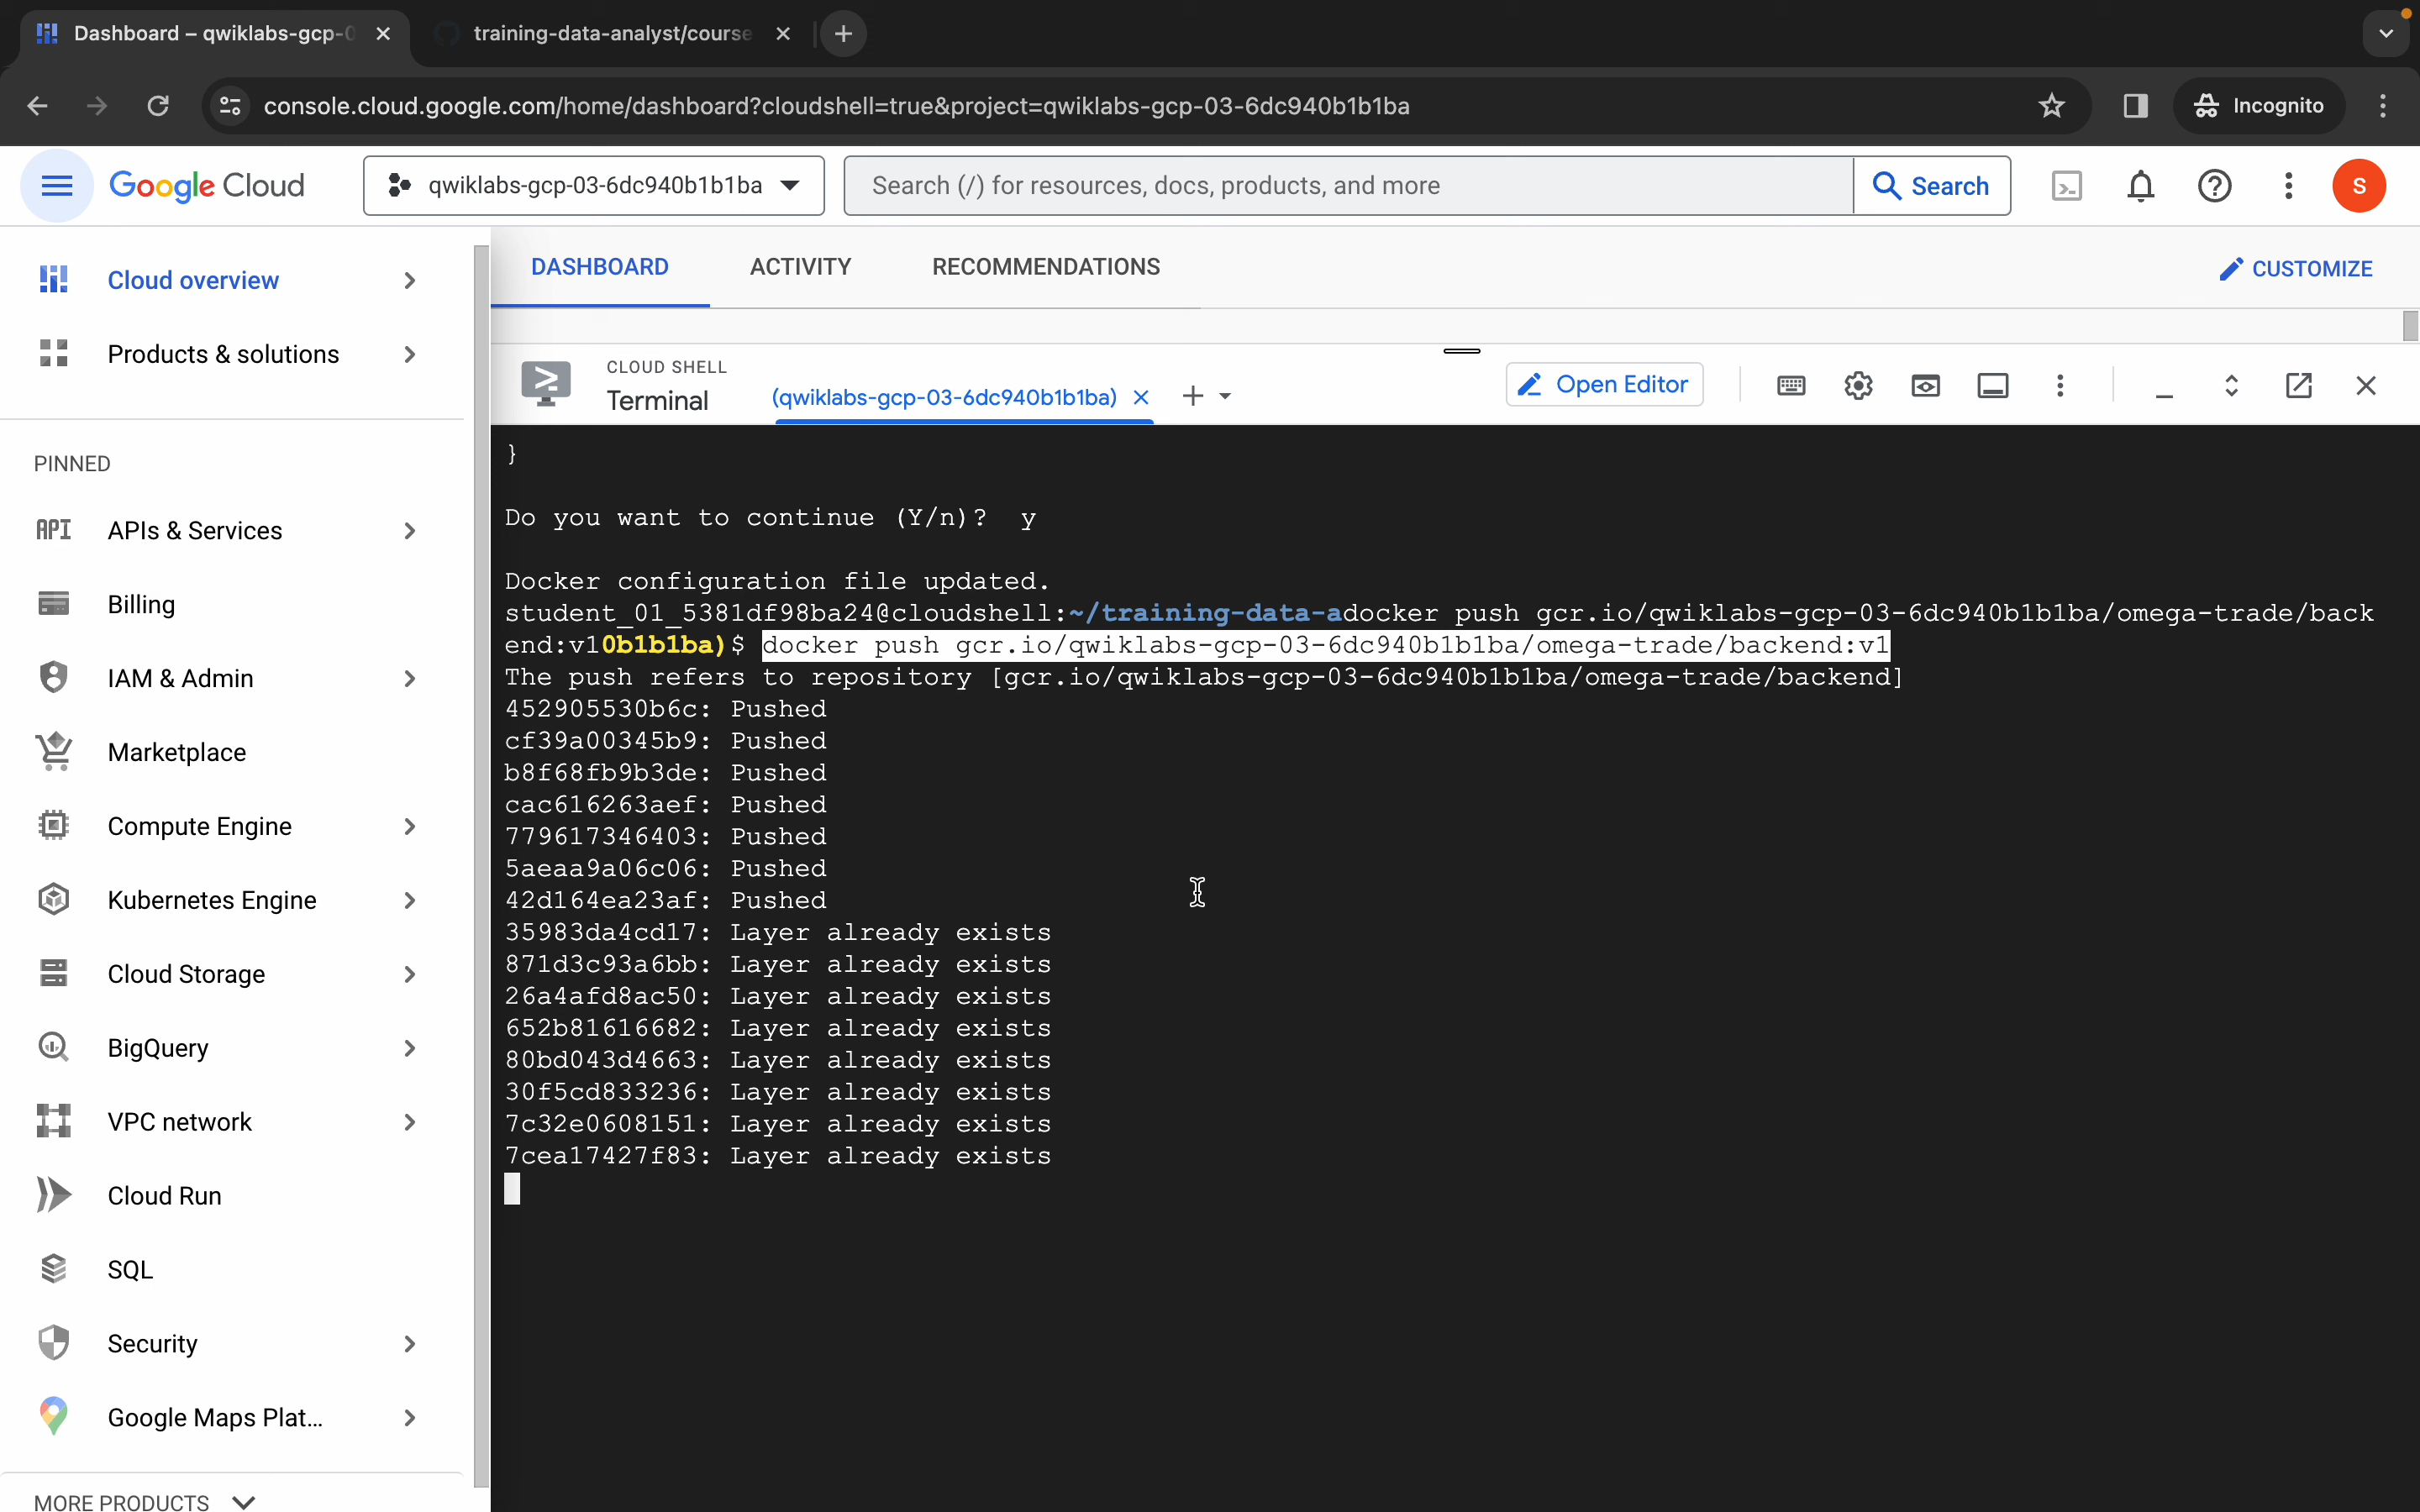 Dashboard – qwiklabs-gcp-0
training-data-analyst/course
console.cloud.google.com/home/dashboard?cloudshell=true&project=qwiklabs-gcp-03-6dc940b1b1ba
Incognito
Google Cloud
qwiklabs-gcp-03-6dc940b1b1ba
Search (/) for resources, docs, products, and more
Search
S
Cloud overview
Products & solutions
PINNED
API
APIs & Services
Billing
IAM & Admin
Marketplace
Compute Engine
Kubernetes Engine
Cloud Storage
BigQuery
VPC network
Cloud Run
SQL
Security
Google Maps Plat...
MORE PRODUCTS
DASHBOARD
ACTIVITY
RECOMMENDATIONS
CUSTOMIZE
CLOUD SHELL
Terminal
(qwiklabs-gcp-03-6dc940b1b1ba)
Open Editor
}
Do you want to continue (Y/n)?  y
Docker configuration file updated.
student_01_5381df98ba24@cloudshell:~/training-data-adocker push gcr.io/qwiklabs-gcp-03-6dc940b1b1ba/omega-trade/back
end:v10b1b1ba)$ docker push gcr.io/qwiklabs-gcp-03-6dc940b1b1ba/omega-trade/backend:v1
The push refers to repository [gcr.io/qwiklabs-gcp-03-6dc940b1b1ba/omega-trade/backend]
452905530b6c: Pushed
cf39a00345b9: Pushed
b8f68fb9b3de: Pushed
cac616263aef: Pushed
779617346403: Pushed
5aeaa9a06c06: Pushed
42d164ea23af: Pushed
35983da4cd17: Layer already exists
871d3c93a6bb: Layer already exists
26a4afd8ac50: Layer already exists
652b81616682: Layer already exists
80bd043d4663: Layer already exists
30f5cd833236: Layer already exists
7c32e0608151: Layer already exists
7cea17427f83: Layer already exists